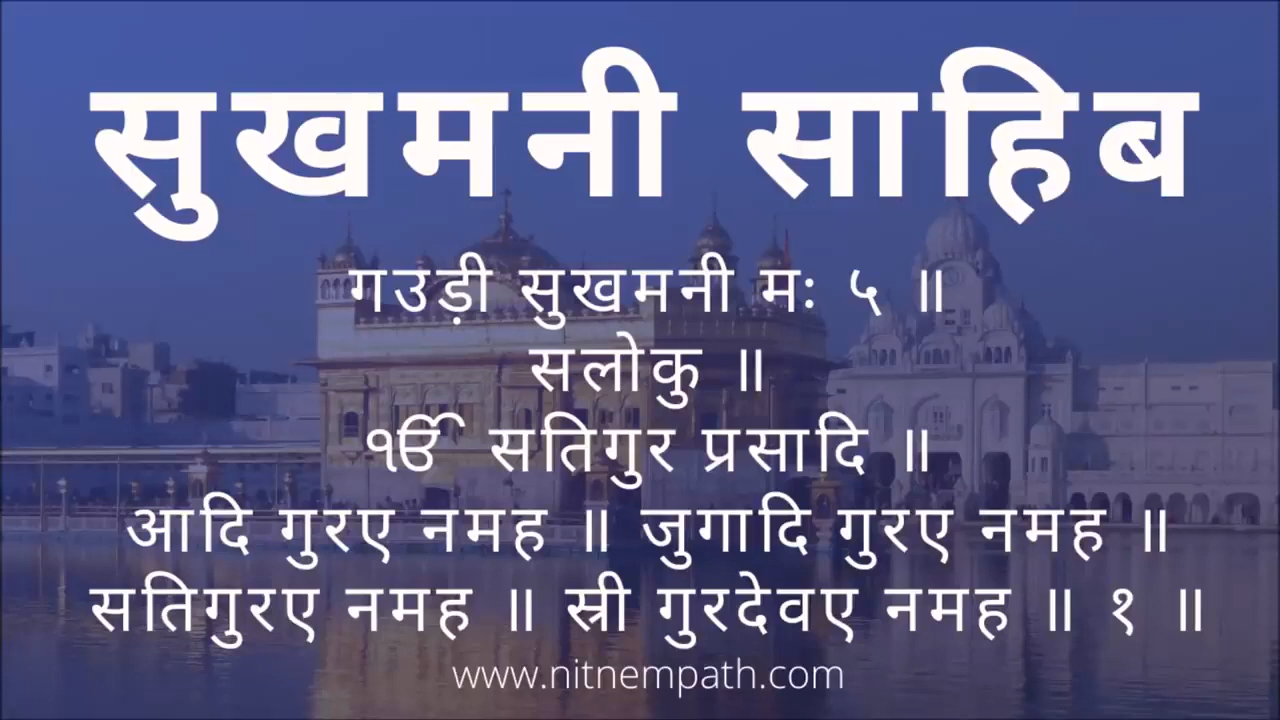 सुखमनी साहिब
गउड़ी सुखमनी मः ५ ॥
सलोकु ॥
ੴ सतिगुर प्रसादि ॥
आदि गुरए नमह ॥ जुगादि गुरए नमह ॥
सतिगुरए नमह ॥ स्री गुरदेवए नमह ॥ १ ॥
www.nitnempath.com